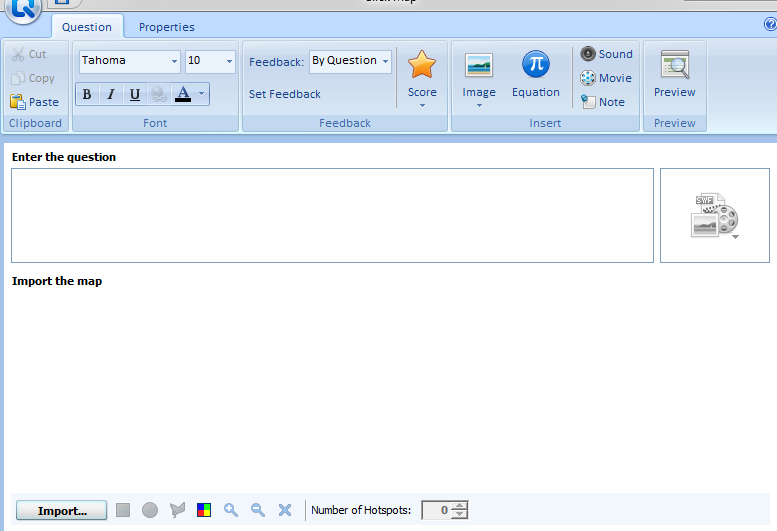 Click Map
Question Properties
Cut
Copy
Paste
Clipboard
Tahoma 10
B I U A
Font
Feedback: By Question
Set Feedback
Score
Feedback
Image
Equation
Sound
Movie
Note
Insert
Preview
Preview
Enter the question
SWF
Import the map
Import... Number of Hotspots: 0